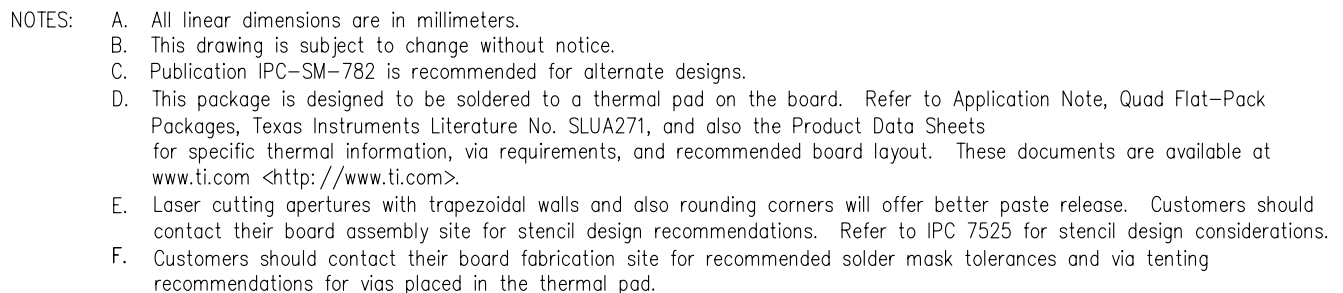 NOTES: A. All linear dimensions are in millimeters.
B. This drawing is subject to change without notice.
C. Publication IPC-SM-782 is recommended for alternate designs.
D. This package is designed to be soldered to a thermal pad on the board. Refer to Application Note, Quad Flat-Pack
Packages, Texas Instruments Literature No. SLUA271, and also the Product Data Sheets
for specific thermal information, via requirements, and recommended board layout. These documents are available at
www.ti.com <http://www.ti.com>.
E. Laser cutting apertures with trapezoidal walls and also rounding corners will offer better paste release. Customers should
contact their board assembly site for stencil design recommendations. Refer to IPC 7525 for stencil design considerations.
F. Customers should contact their board fabrication site for recommended solder mask tolerances and via tenting
recommendations for vias placed in the thermal pad.